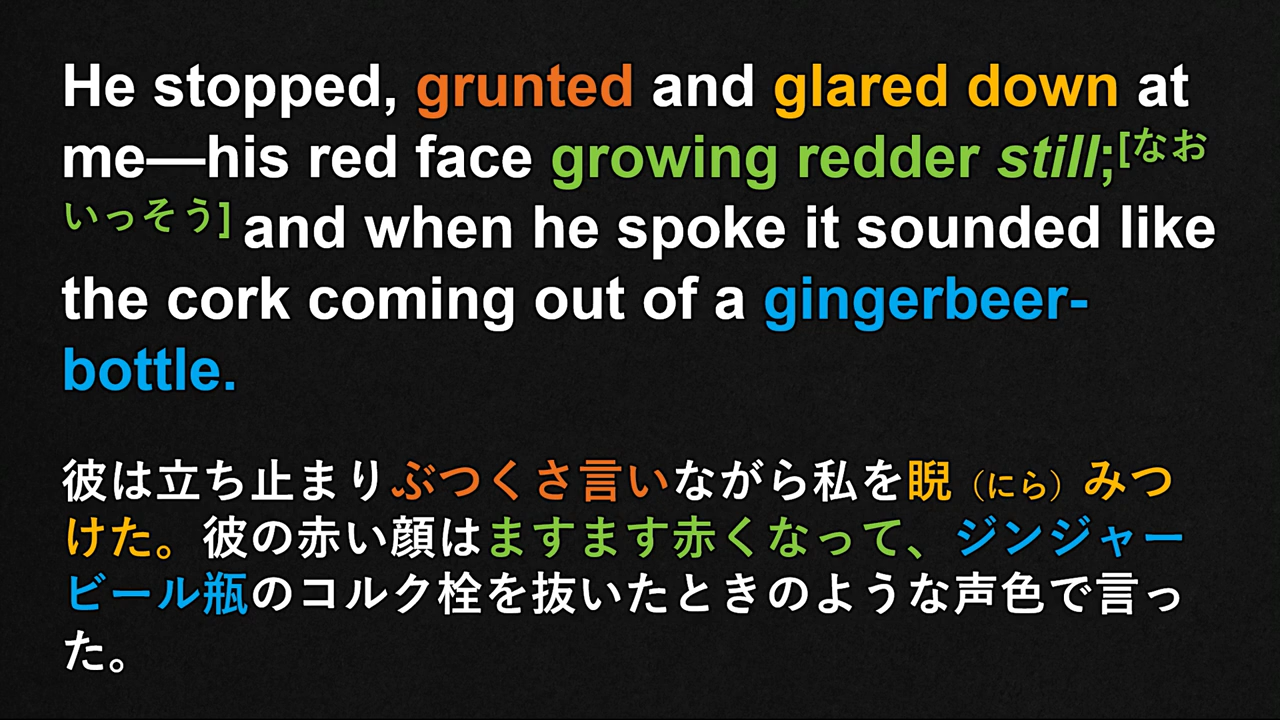 He stopped, grunted and glared down at
me—his red face growing redder still;[なお
いっそう] and when he spoke it sounded like
the cork coming out of a gingerbeer-
bottle.
彼は立ち止まりぶつくさ言いながら私を睨（にら）みつ
けた。彼の赤い顔はますます赤くなって、ジンジャー
ビール瓶のコルク栓を抜いたときのような声色で言っ
た。